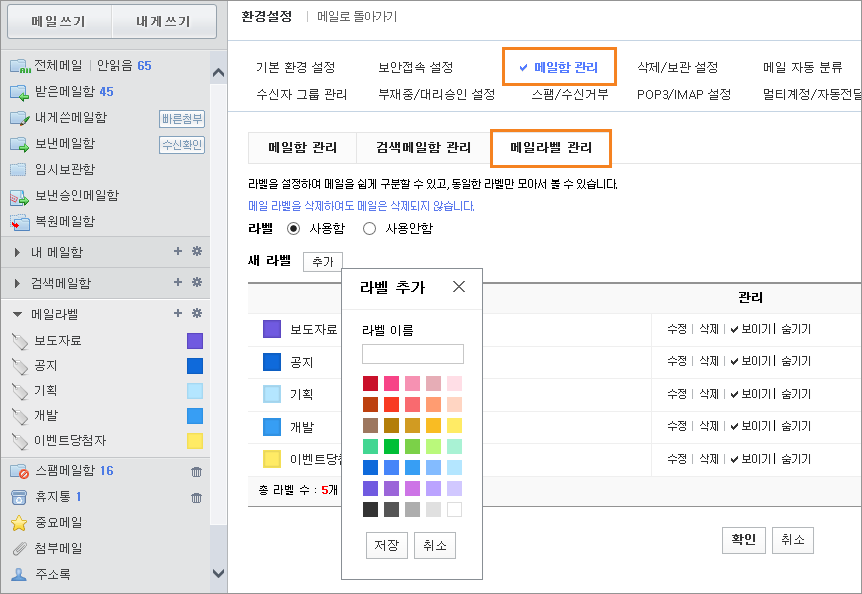 메일쓰기
내게쓰기
전체메일 | 안읽음 65
받은메일함 45
내게쓴메일함
빠른첨부
보낸메일함
수신확인
임시보관함
보낸승인메일함
복원메일함
내 메일함
검색메일함
메일라벨
보도자료
공지
기획
개발
이벤트당첨자
스팸메일함 16
휴지통 1
중요메일
첨부메일
주소록
환경설정 | 메일로 돌아가기
기본 환경 설정
보안접속 설정
메일함 관리
삭제/보관 설정
메일 자동 분류
수신자 그룹 관리
부재중/대리승인 설정
스팸/수신거부
POP3/IMAP 설정
멀티계정/자동전달
메일함 관리
검색메일함 관리
메일라벨 관리
라벨을 설정하여 메일을 쉽게 구분할 수 있고, 동일한 라벨만 모아서 볼 수 있습니다.
메일 라벨을 삭제하여도 메일은 삭제되지 않습니다.
라벨 사용함 사용안함
새 라벨 추가
관리
보도자료
수정 | 삭제 | 보이기 | 숨기기
공지
수정 | 삭제 | 보이기 | 숨기기
기획
수정 | 삭제 | 보이기 | 숨기기
개발
수정 | 삭제 | 보이기 | 숨기기
이벤트당첨
수정 | 삭제 | 보이기 | 숨기기
총 라벨 수 : 5개
라벨 추가
라벨 이름
저장
취소
확인
취소